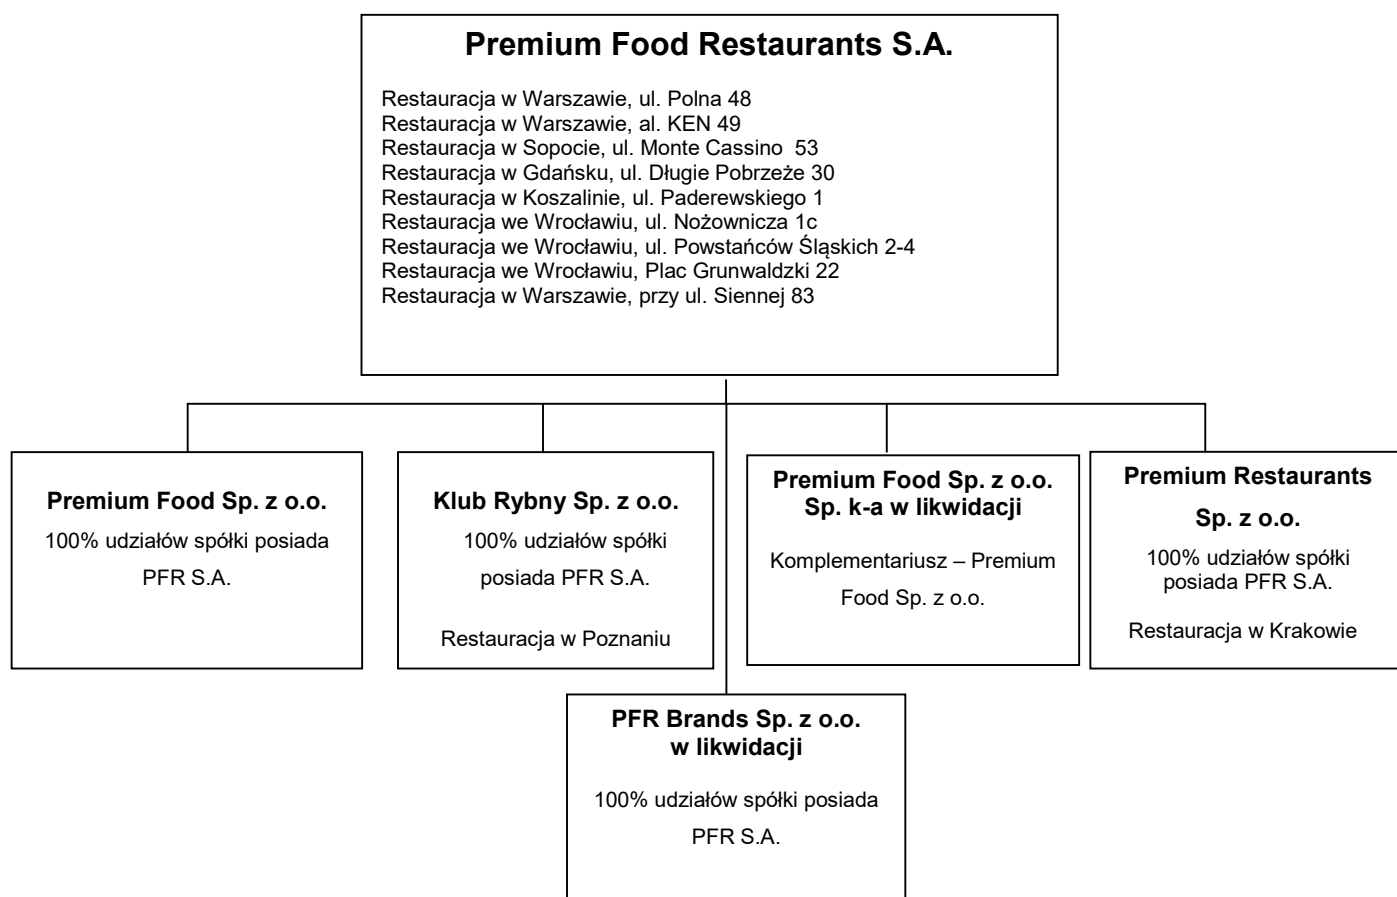 Premium Food Restaurants S.A.
Restauracja w Warszawie, ul. Polna 48
Restauracja w Warszawie, al. KEN 49
Restauracja w Sopocie, ul. Monte Cassino 53
Restauracja w Gdańsku, ul. Długie Pobrzeże 30
Restauracja w Koszalinie, ul. Paderewskiego 1
Restauracja we Wrocławiu, ul. Nożownicza 1c
Restauracja we Wrocławiu, ul. Powstańców Śląskich 2-4
Restauracja we Wrocławiu, Plac Grunwaldzki 22
Restauracja w Warszawie, przy ul. Siennej 83
Premium Food Sp. z o.o.
100% udziałów spółki posiada
PFR S.A.
Klub Rybny Sp. z o.o.
100% udziałów spółki
posiada PFR S.A.
Restauracja w Poznaniu
Premium Food Sp. z o.o.
Sp. k-a w likwidacji
Komplementariusz – Premium
Food Sp. z o.o.
Premium Restaurants
Sp. z o.o.
100% udziałów spółki
posiada PFR S.A.
Restauracja w Krakowie
PFR Brands Sp. z o.o.
w likwidacji
100% udziałów spółki posiada
PFR S.A.